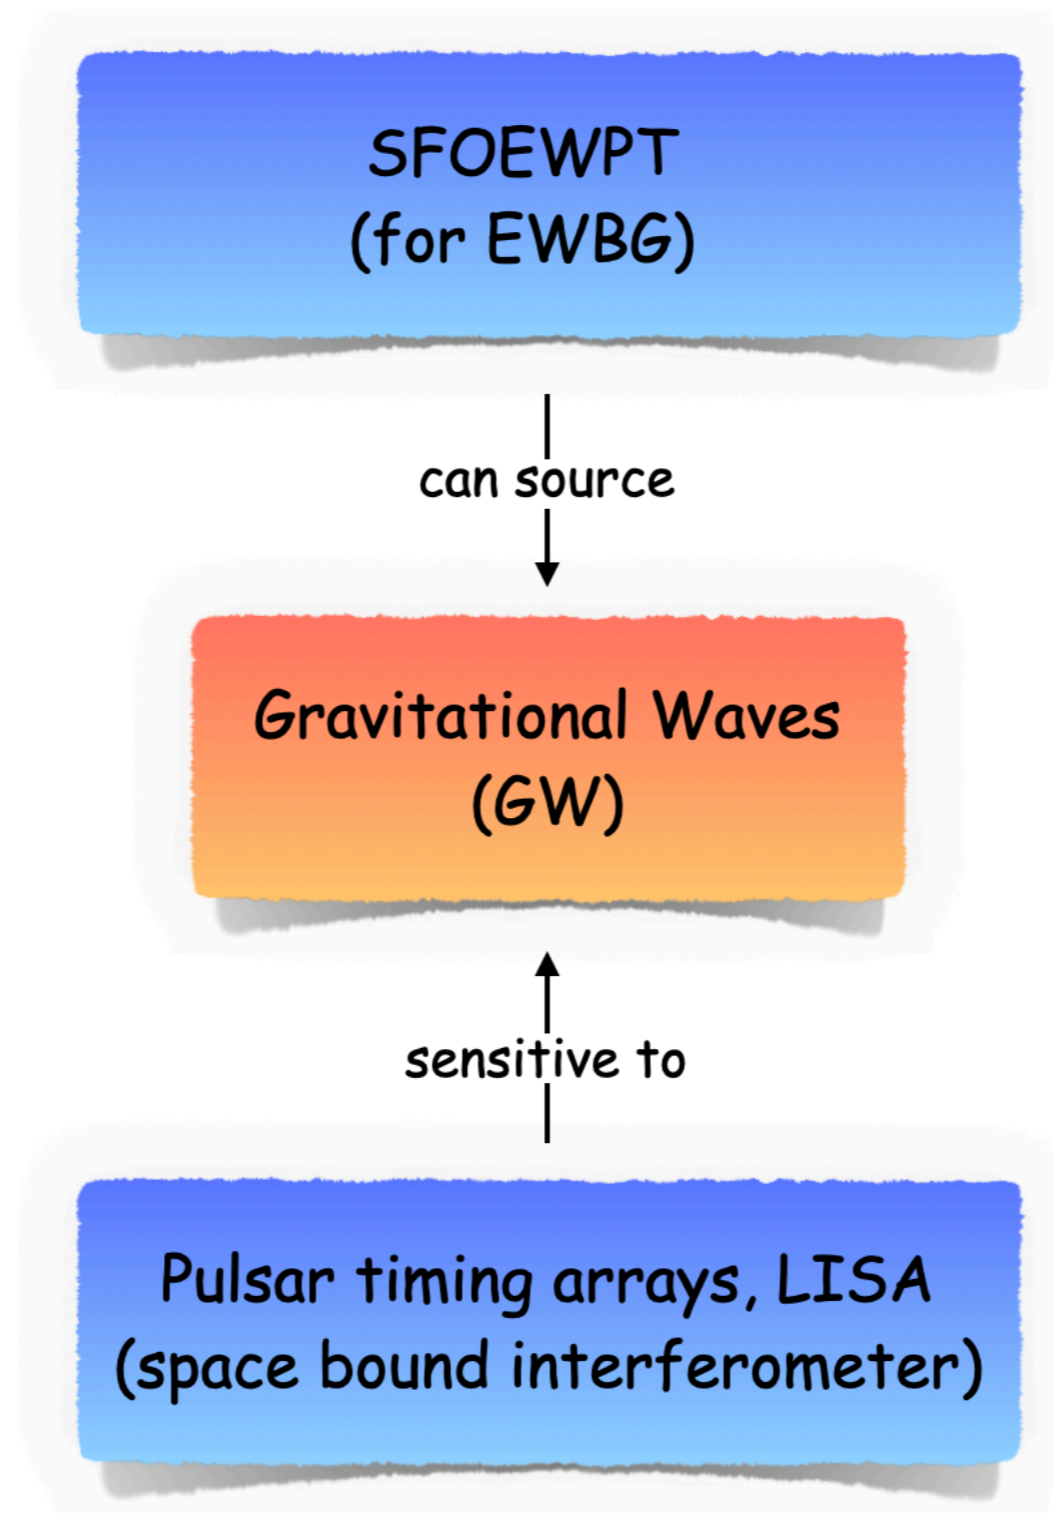 SFOEWPT
(for EWBG)
can source
Gravitational Waves
(GW)
sensitive to
Pulsar timing arrays, LISA
(space bound interferometer)